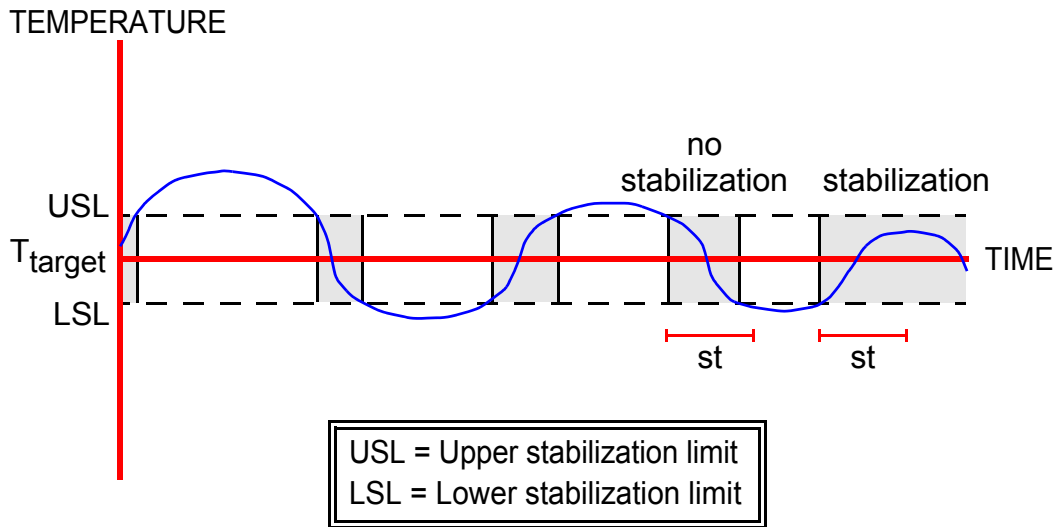 TEMPERATURE
no
stabilization
stabilization
USL
Ttarget
TIME
LSL
st
st
USL = Upper stabilization limit
LSL = Lower stabilization limit